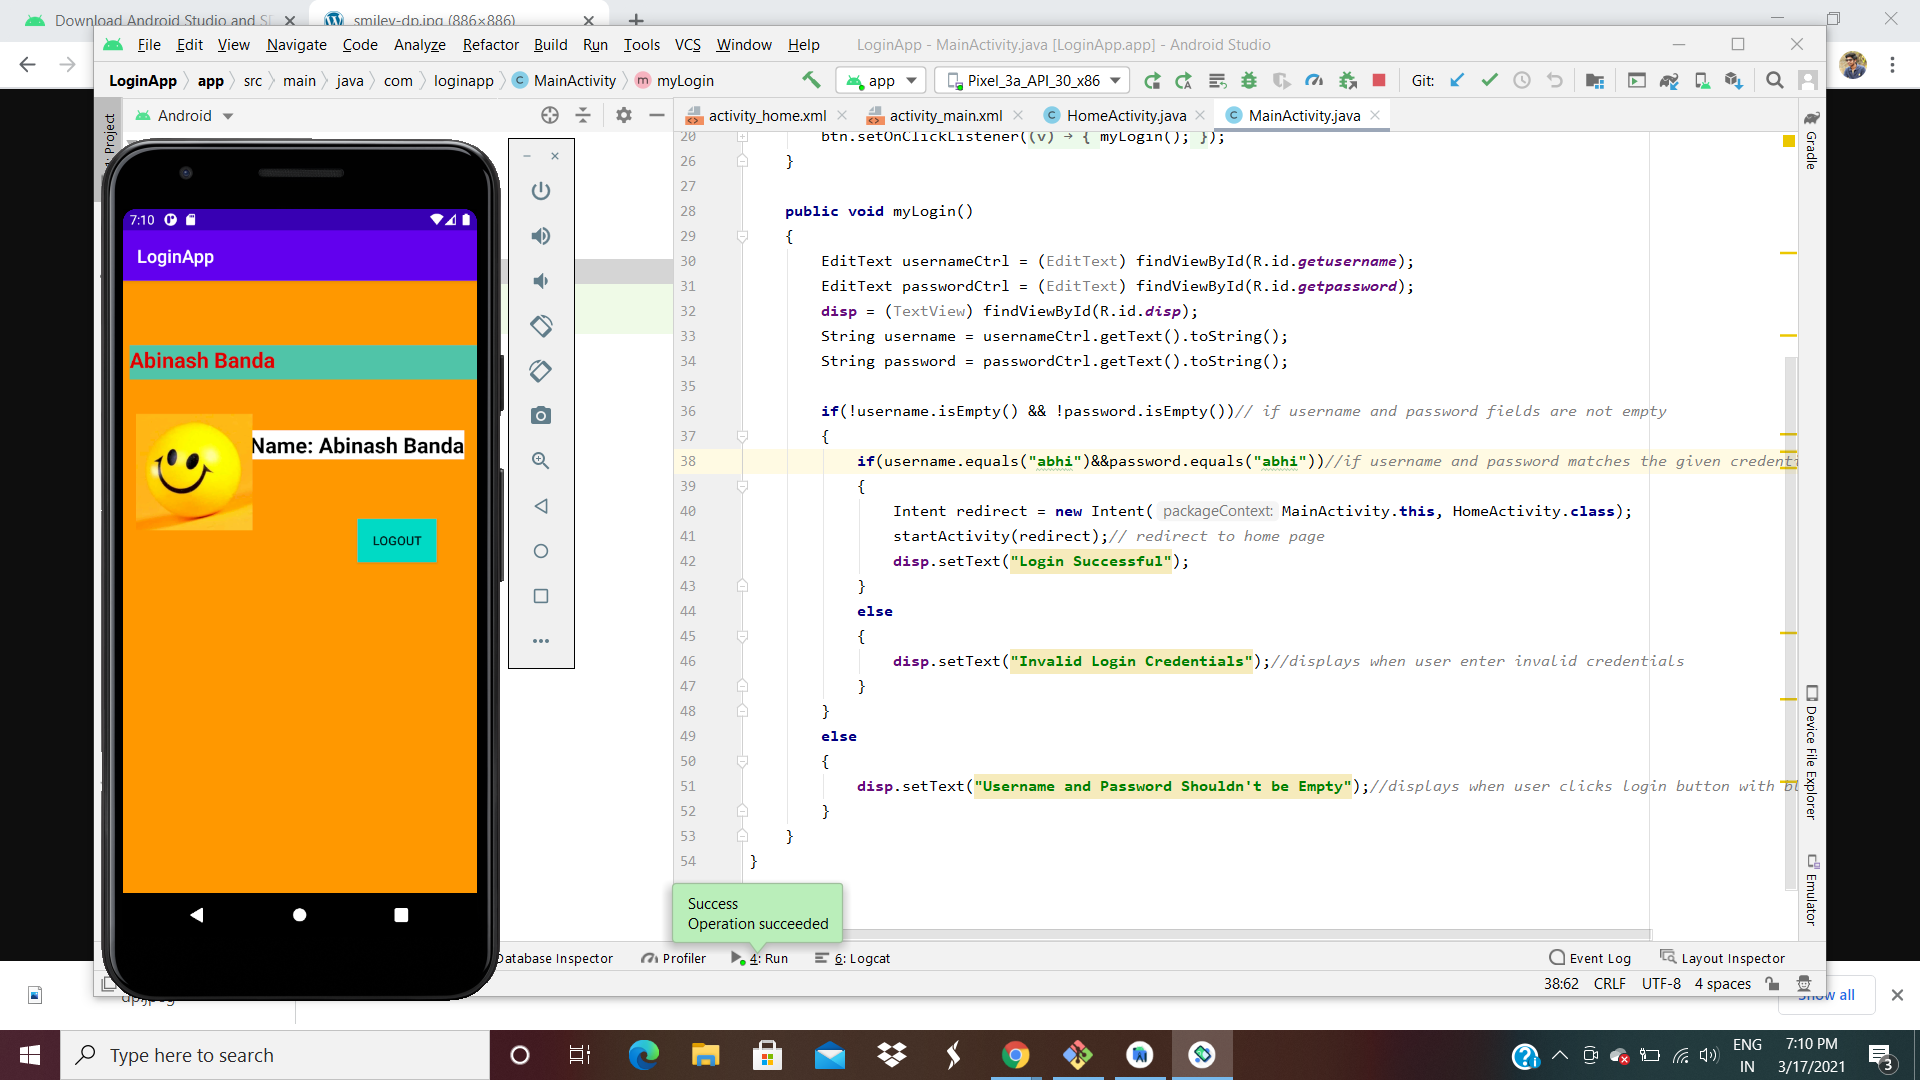 Download Android Studio and SD
smiley-dp.jpg (886×886)
File Edit View Navigate Code Analyze Refactor Build Run Tools VCS Window Help
LoginApp - MainActivity.java [LoginApp.app] - Android Studio
LoginApp app src main java com loginapp MainActivity myLogin
app
Pixel_3a_API_30_x86
Git:
Android
activity_home.xml
activity_main.xml
HomeActivity.java
MainActivity.java
Project
Gradle
Device File Explorer
Emulator
7:10
LoginApp
Abinash Banda
Name: Abinash Banda
LOGOUT
20 btn.setOnClickListener((v) → { myLogin(); });
26 }
27
28 public void myLogin()
29 {
30 EditText usernameCtrl = (EditText) findViewById(R.id.getusername);
31 EditText passwordCtrl = (EditText) findViewById(R.id.getpassword);
32 disp = (TextView) findViewById(R.id.disp);
33 String username = usernameCtrl.getText().toString();
34 String password = passwordCtrl.getText().toString();
35
36 if(!username.isEmpty() && !password.isEmpty())// if username and password fields are not empty
37 {
38 if(username.equals("abhi")&&password.equals("abhi"))//if username and password matches the given credenti
39 {
40 Intent redirect = new Intent( packageContext: MainActivity.this, HomeActivity.class);
41 startActivity(redirect);// redirect to home page
42 disp.setText("Login Successful");
43 }
44 else
45 {
46 disp.setText("Invalid Login Credentials");//displays when user enter invalid credentials
47 }
48 }
49 else
50 {
51 disp.setText("Username and Password Shouldn't be Empty");//displays when user clicks login button with bl
52 }
53 }
54 }
Success
Operation succeeded
Database Inspector
Profiler
4: Run
6: Logcat
Event Log
Layout Inspector
38:62 CRLF UTF-8 4 spaces
Show all
Type here to search
ENG
IN
7:10 PM
3/17/2021
3